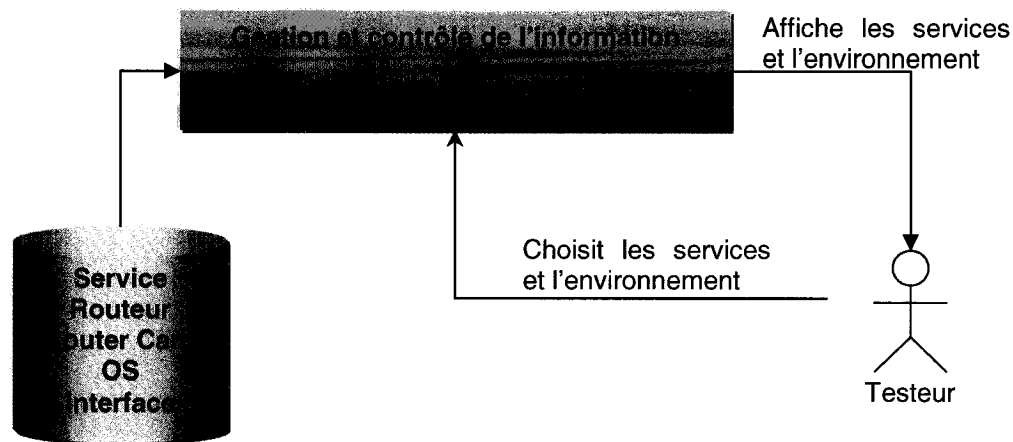 Gestion et contrôle de l'information
Affiche les services
et l'environnement
Choisit les services
et l'environnement
Service
Routeur
OS
Interface
Testeur